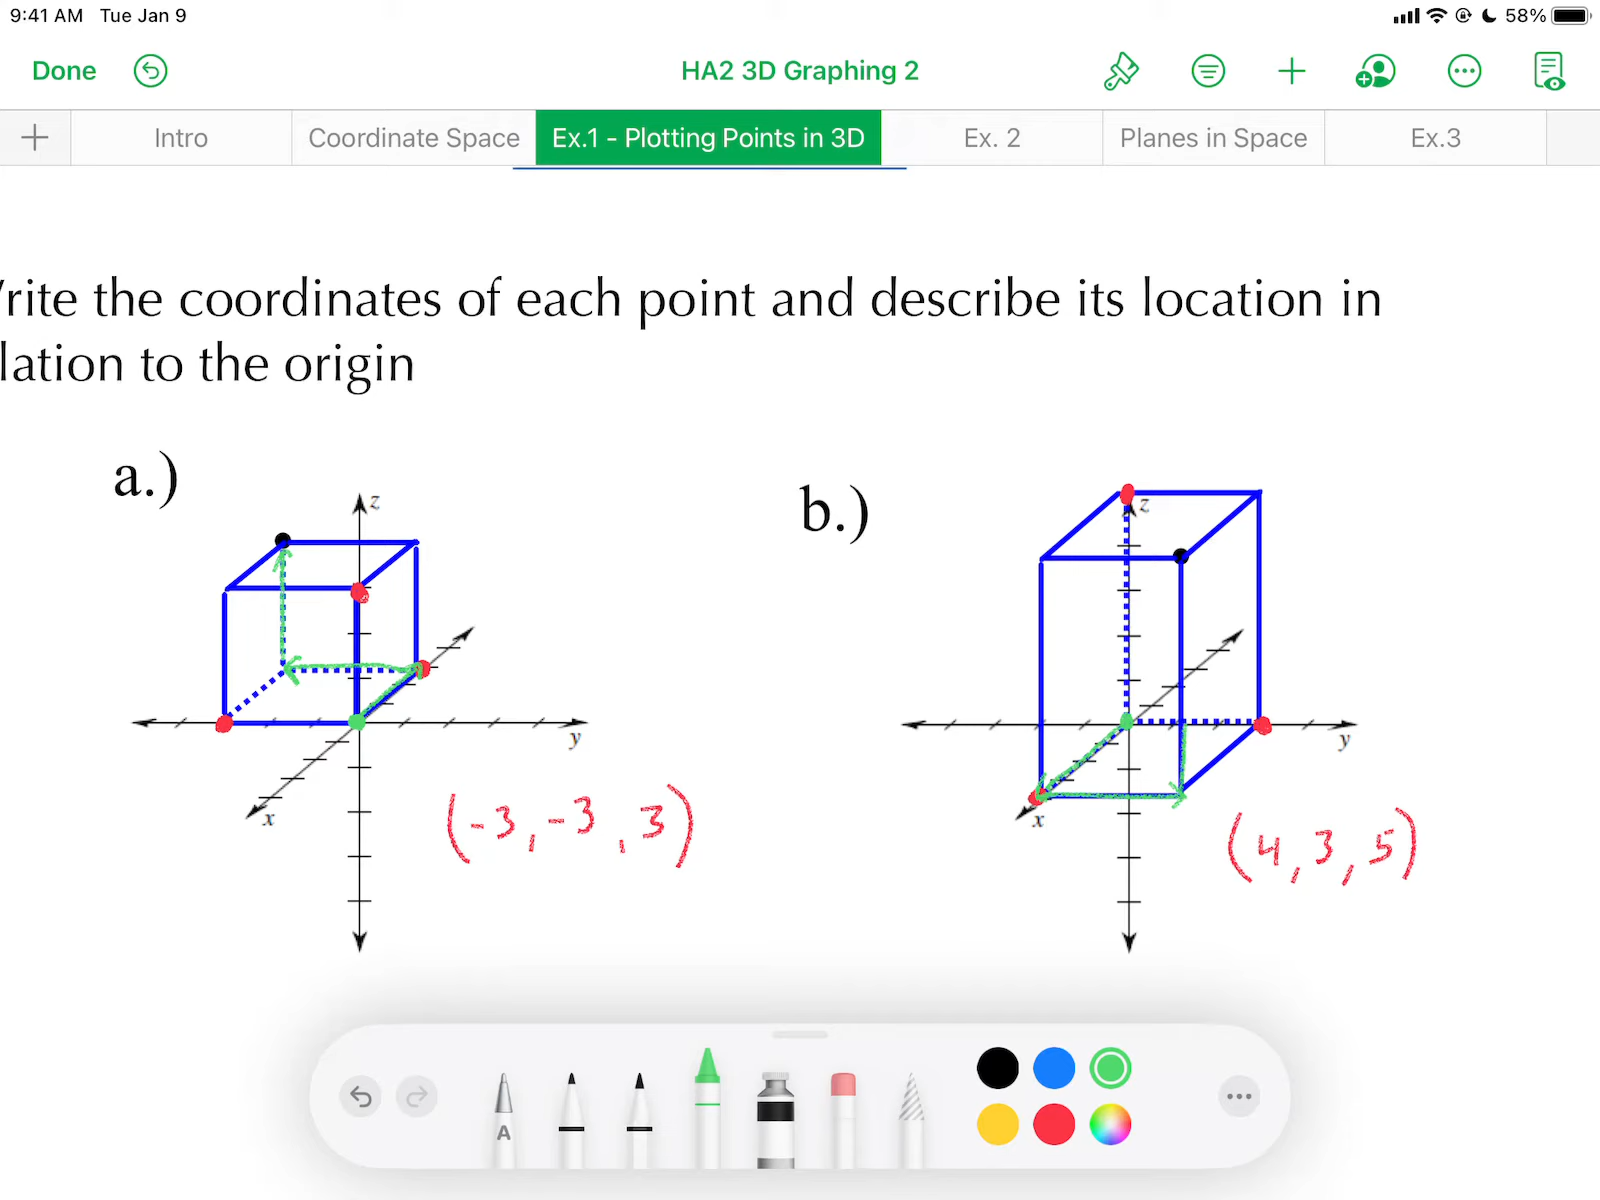 9:41 AM Tue Jan 9 58%
Done HA2 3D Graphing 2
Intro Coordinate Space Ex.1 - Plotting Points in 3D Ex. 2 Planes in Space Ex.3
rite the coordinates of each point and describe its location in
lation to the origin
a.)
z
y
x
(-3, -3, 3)
b.)
z
y
x
(4, 3, 5)
A